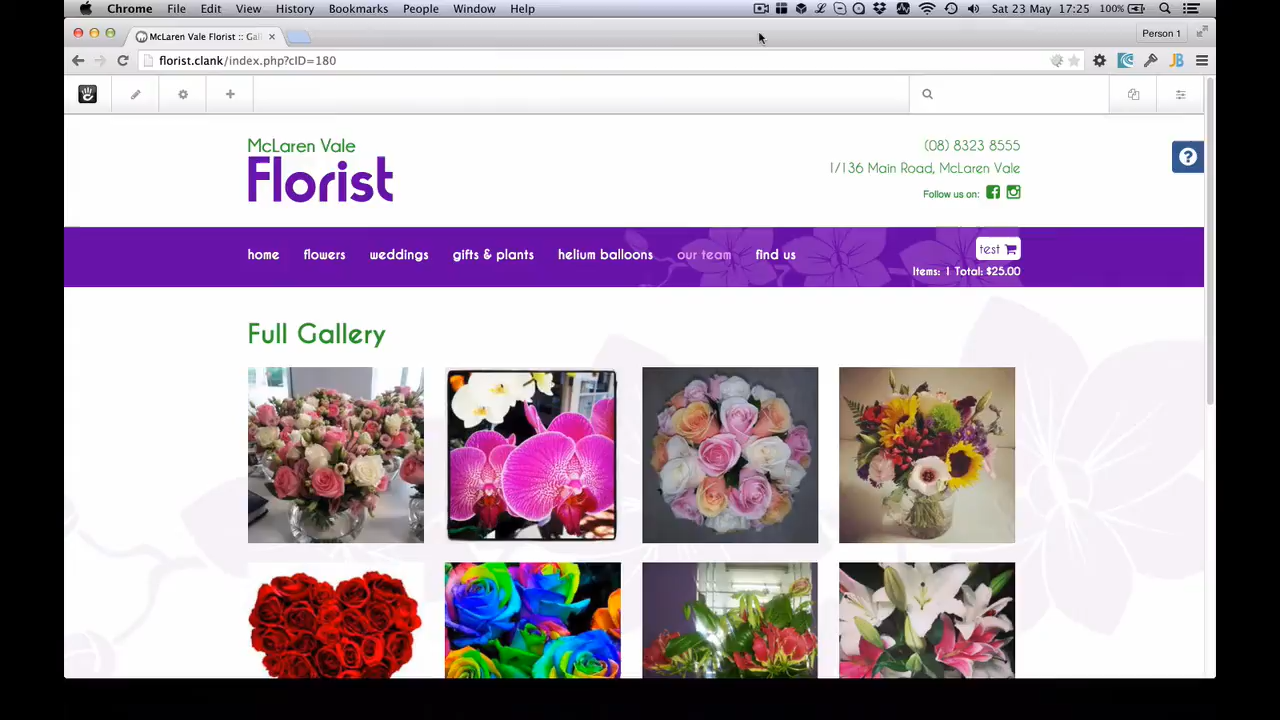 Chrome File Edit View History Bookmarks People Window Help Sat 23 May 17:25 100%
McLaren Vale Florist :: Gal
Person 1
florist.clank/index.php?cID=180
McLaren Vale
Florist
(08) 8323 8555
1/136 Main Road, McLaren Vale
Follow us on:
home flowers weddings gifts & plants helium balloons our team find us
test
Items: 1 Total: $25.00
Full Gallery